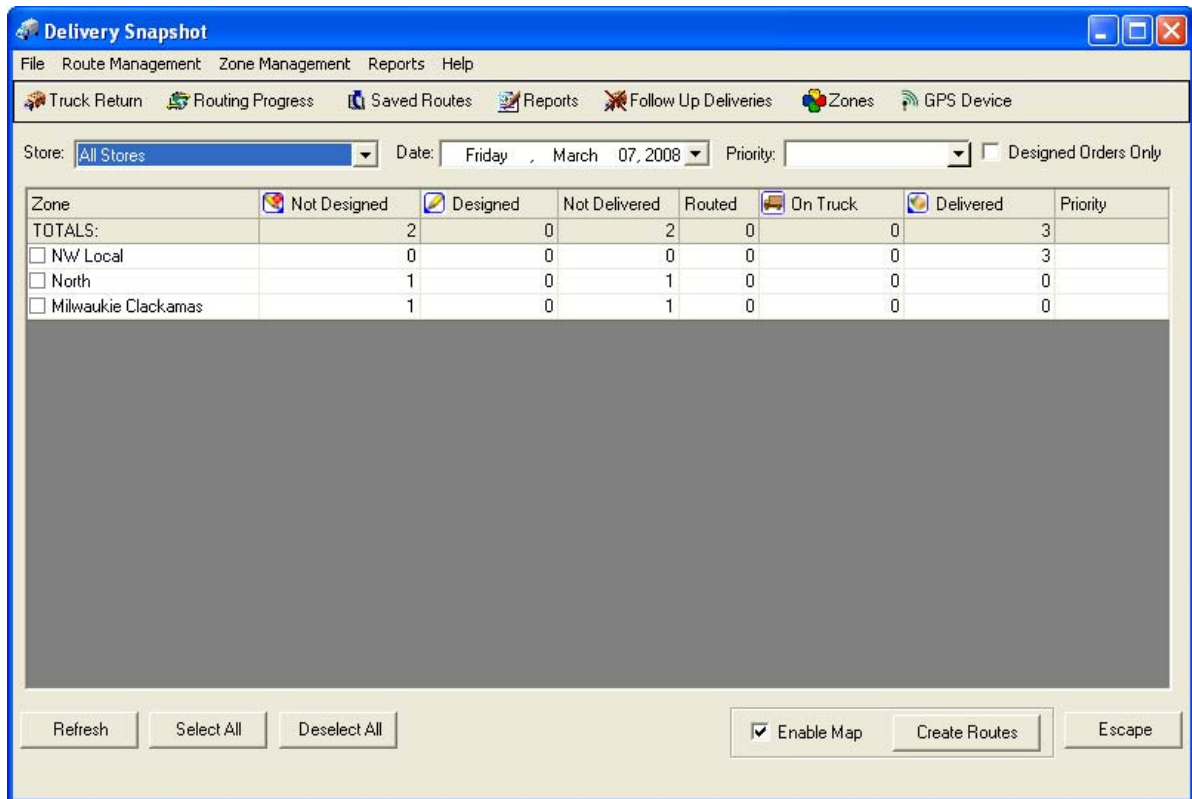 Delivery Snapshot
File Route Management Zone Management Reports Help
Truck Return Routing Progress Saved Routes Reports Follow Up Deliveries Zones GPS Device
Store: All Stores Date: Friday , March 07, 2008 Priority: Designed Orders Only
Zone Not Designed Designed Not Delivered Routed On Truck Delivered Priority
TOTALS: 2 0 2 0 0 3
NW Local 0 0 0 0 0 3
North 1 0 1 0 0 0
Milwaukie Clackamas 1 0 1 0 0 0
Refresh Select All Deselect All Enable Map Create Routes Escape